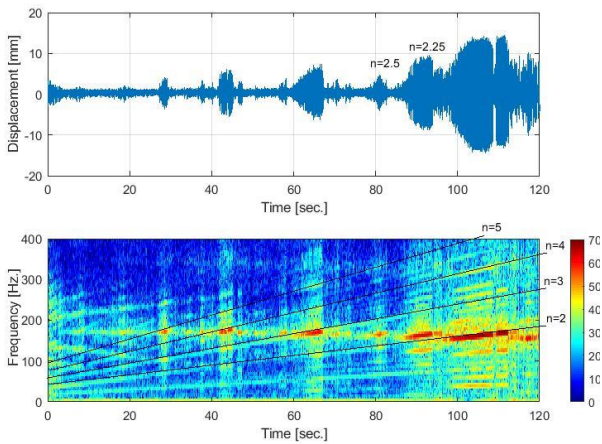 20
10
0
-10
-20
Displacement [mm]
n=2.5
n=2.25
0 20 40 60 80 100 120
Time [sec.]
400
300
200
100
0
Frequency [Hz.]
n=5
n=4
n=3
n=2
0 20 40 60 80 100 120
Time [sec.]
70
60
50
40
30
20
10
0